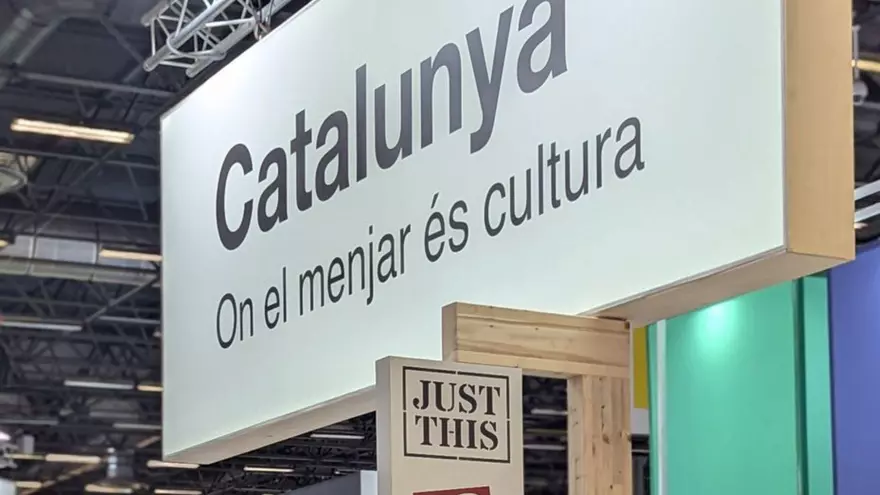 Catalunya
On el menjar és cultura
JUST
THIS